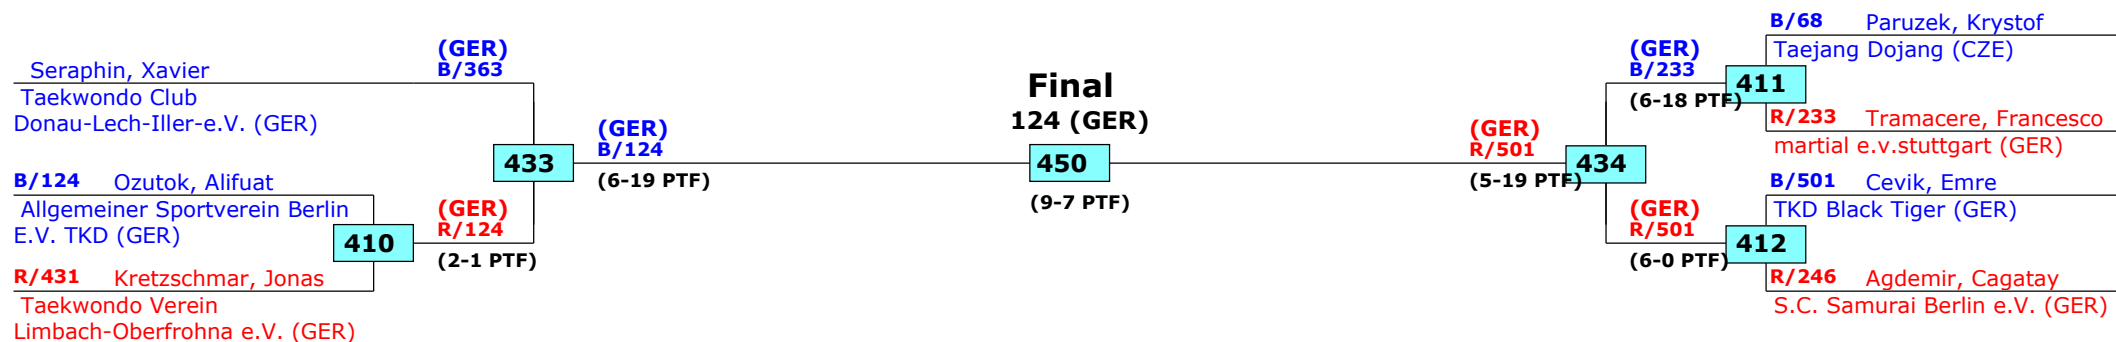 Seraphin, Xavier
Taekwondo Club
Donau-Lech-Iller-e.V. (GER)
(GER)
B/363
B/124 Ozutok, Alifuat
Allgemeiner Sportverein Berlin
E.V. TKD (GER)
410
R/431 Kretzschmar, Jonas
Taekwondo Verein
Limbach-Oberfrohna e.V. (GER)
(GER)
R/124
(2-1 PTF)
433
(GER)
B/124
(6-19 PTF)
Final
124 (GER)
450
(9-7 PTF)
(GER)
R/501
(5-19 PTF)
434
(GER)
B/233
(6-18 PTF)
411
B/68 Paruzek, Krystof
Taejang Dojang (CZE)
R/233 Tramacere, Francesco
martial e.v.stuttgart (GER)
(GER)
R/501
(6-0 PTF)
412
B/501 Cevik, Emre
TKD Black Tiger (GER)
R/246 Agdemir, Cagatay
S.C. Samurai Berlin e.V. (GER)